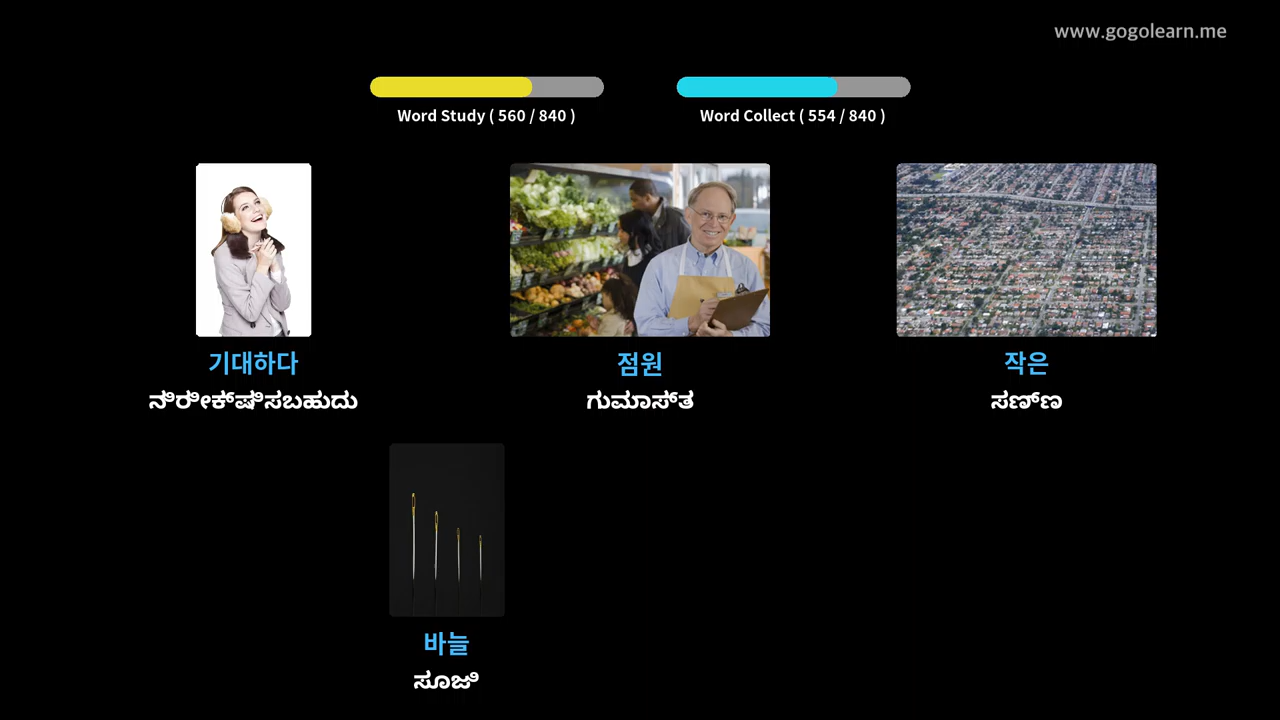 www.gogolearn.me
Word Study ( 560 / 840 )
Word Collect ( 554 / 840 )
기대하다
ನಿರೀಕ್ಷಿಸಬಹುದು
점원
ಗುಮಾಸ್ತ
작은
ಸಣ್ಣ
바늘
ಸೂಜಿ